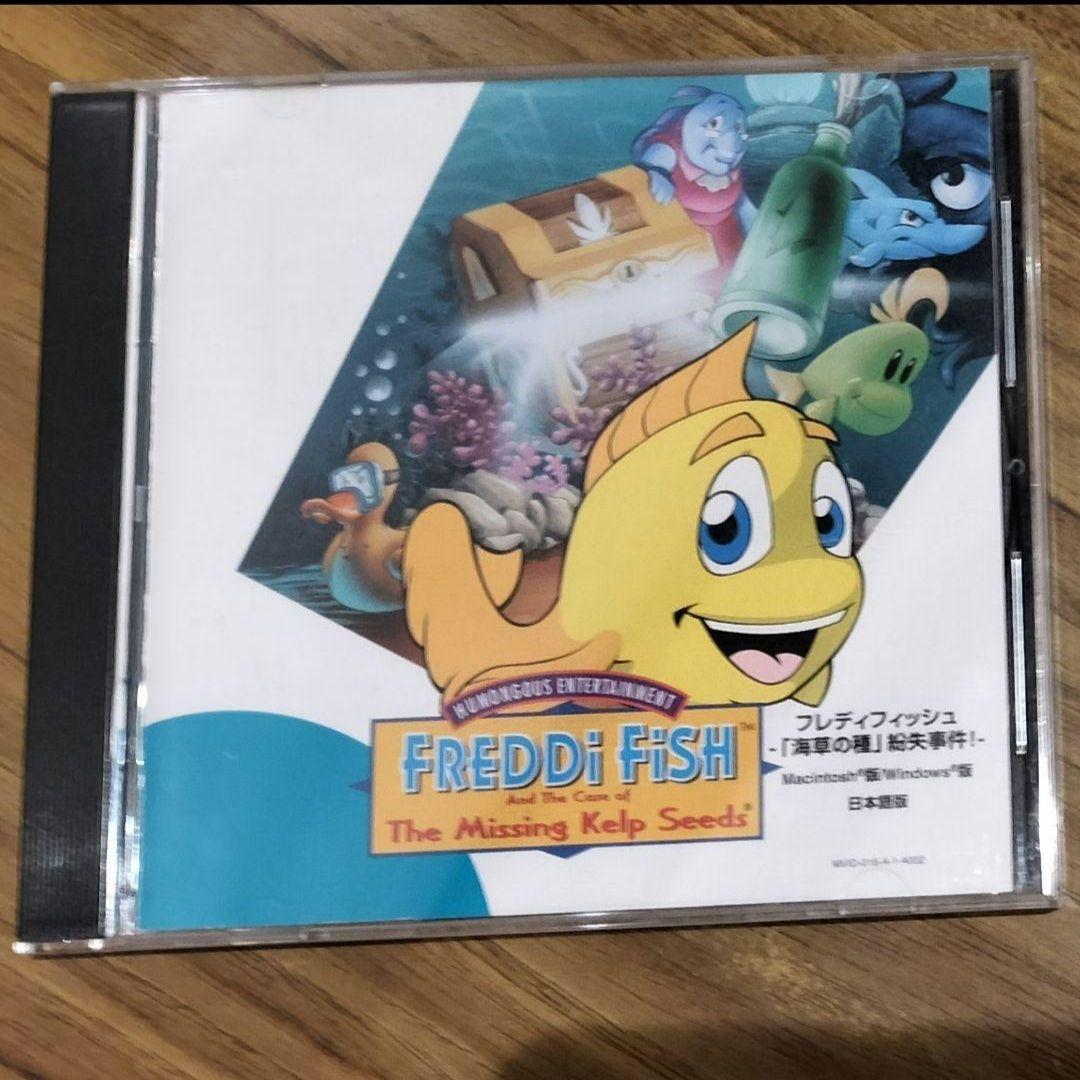 HUMONGOUS ENTERTAINMENT
FREDDi FiSH™
And The Case of
The Missing Kelp Seeds®
フレディフィッシュ
-「海草の種」紛失事件!-
Macintosh®版/Windows®版
日本語版